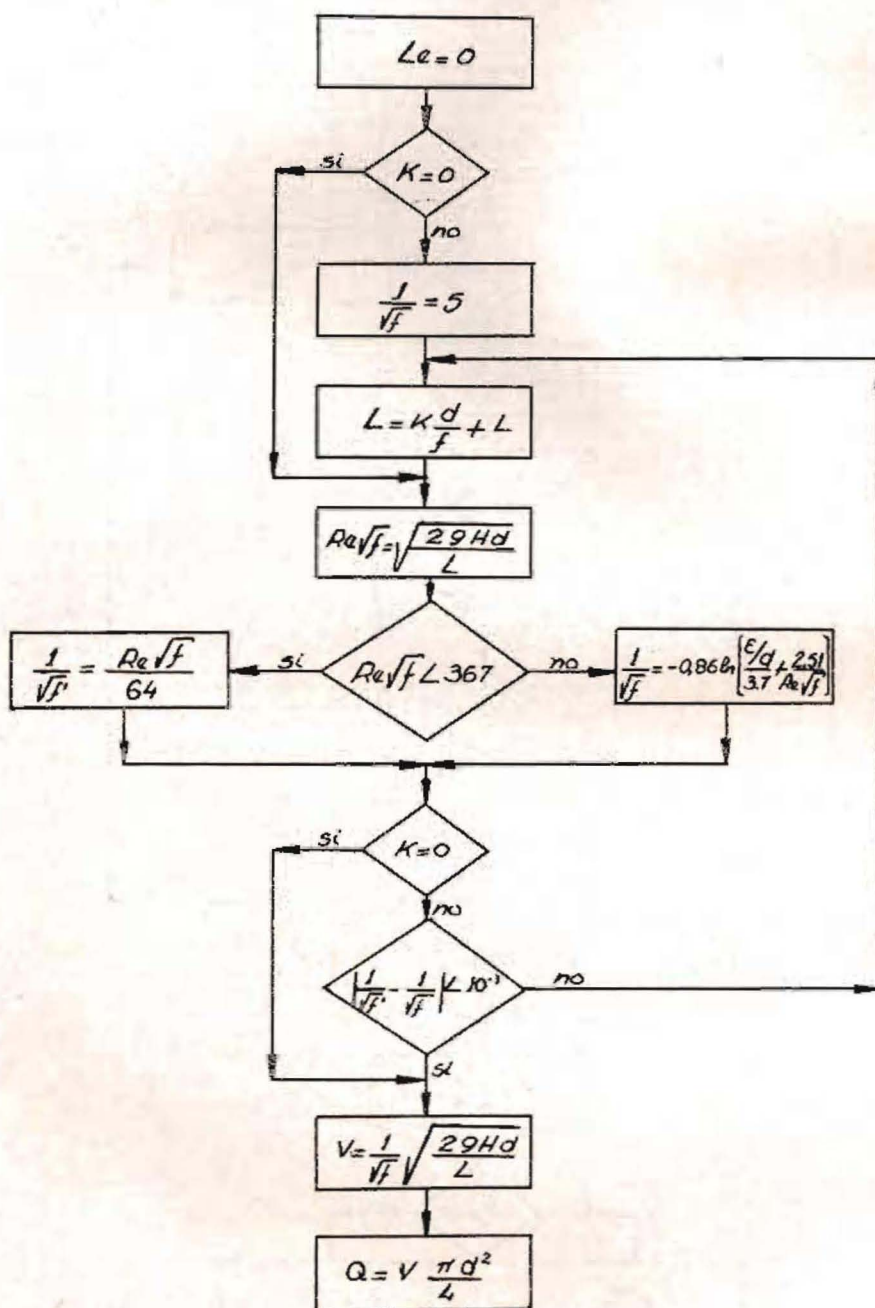 Le = 0
si
K = 0
no
1/√f = 5
L = K d/f + L
Re√f = √(2gHd/L)
1/√f' = Re√f/64
si
Re√f < 367
no
1/√f = -0,86 ln [ε/d/3.7 + 2.51/Re√f]
si
K = 0
no
|1/√f' - 1/√f| < 10⁻³
no
si
V = 1/√f √(2gHd/L)
Q = V πd²/4